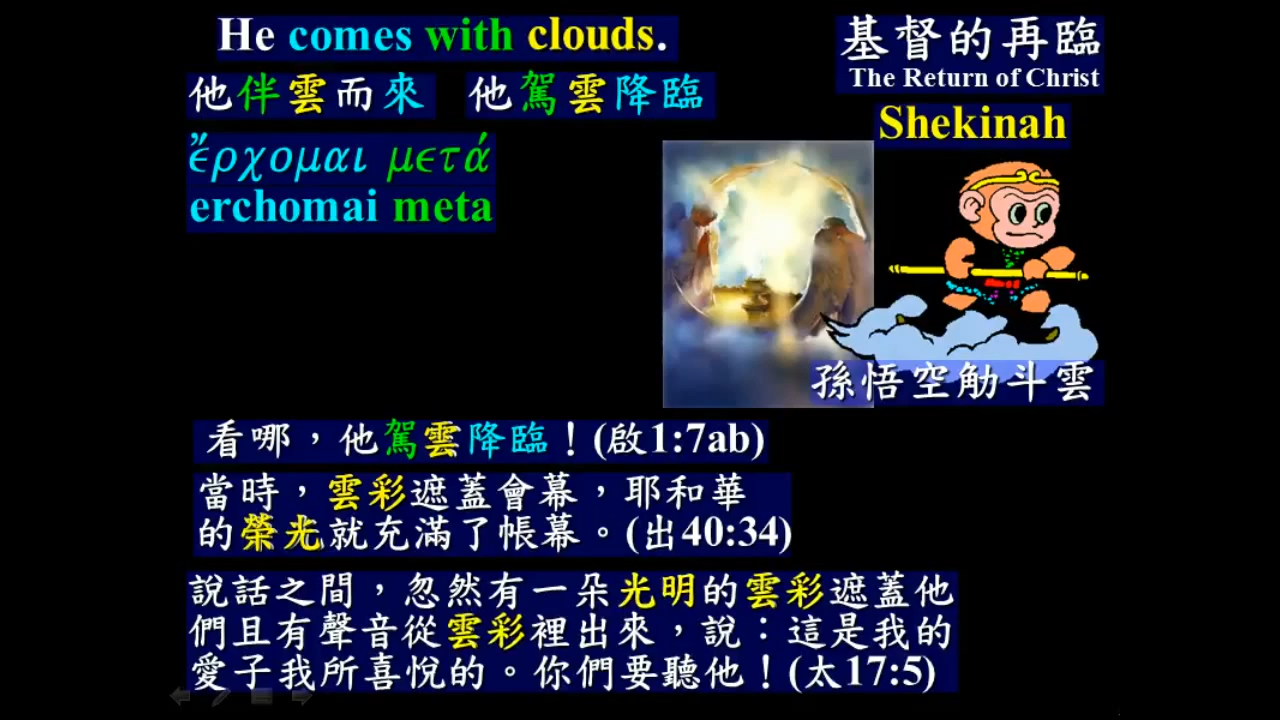 He comes with clouds.
基督的再臨
The Return of Christ
他伴雲而來 他駕雲降臨
Shekinah
ἔρχομαι μετά
erchomai meta
孫悟空觔斗雲
看哪，他駕雲降臨！(啟1:7ab)
當時，雲彩遮蓋會幕，耶和華
的榮光就充滿了帳幕。(出40:34)
說話之間，忽然有一朵光明的雲彩遮蓋他
們且有聲音從雲彩裡出來，說：這是我的
愛子我所喜悅的。你們要聽他！(太17:5)